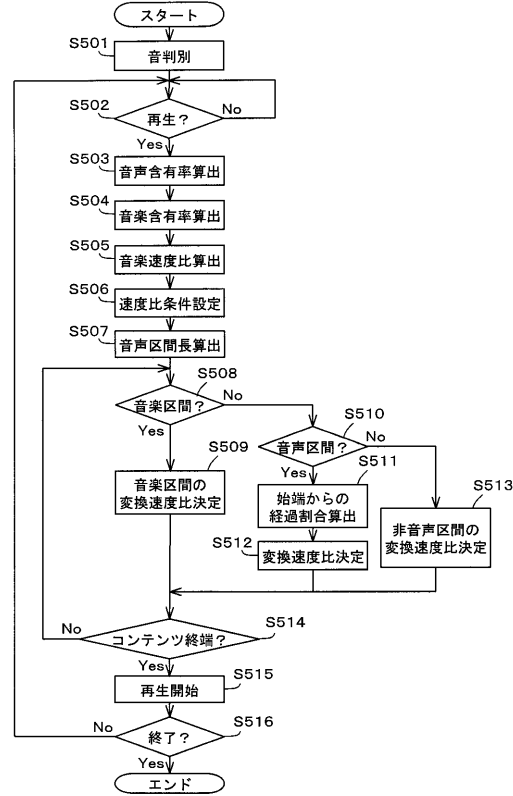 スタート
S501
音判別
S502
再生?
No
Yes
S503
音声含有率算出
S504
音楽含有率算出
S505
音楽速度比算出
S506
速度比条件設定
S507
音声区間長算出
S508
音楽区間?
No
Yes
S510
音声区間?
No
Yes
S509
音楽区間の
変換速度比決定
S511
始端からの
経過割合算出
S512
変換速度比決定
S513
非音声区間の
変換速度比決定
S514
コンテンツ終端?
No
Yes
S515
再生開始
S516
終了?
No
Yes
エンド